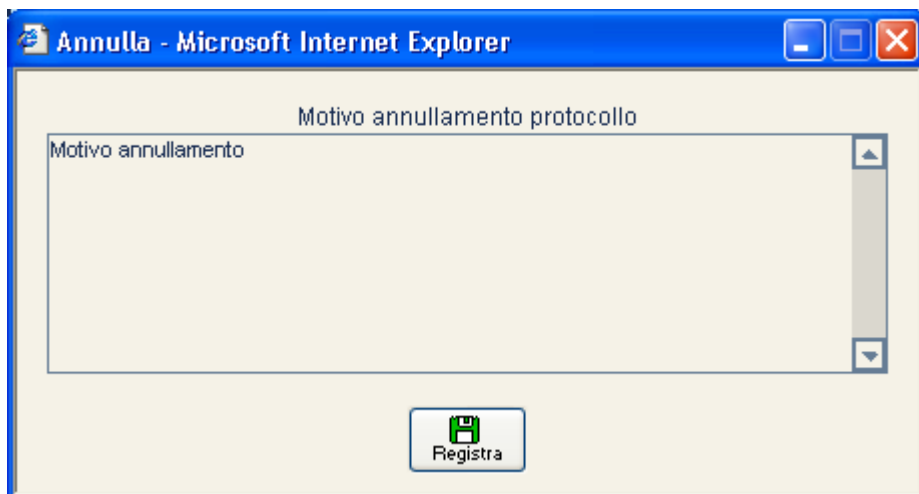 Annulla - Microsoft Internet Explorer
Motivo annullamento protocollo
Motivo annullamento
Registra